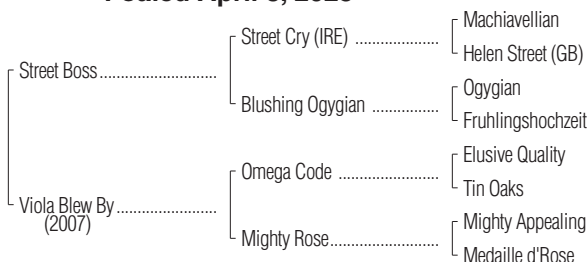 Foaled April 5, 2023
Machiavellian
Street Cry (IRE)
Helen Street (GB)
Street Boss
Ogygian
Blushing Ogygian
Fruhlingshochzeit
Elusive Quality
Omega Code
Tin Oaks
Viola Blew By
(2007)
Mighty Appealing
Mighty Rose
Medaille d'Rose